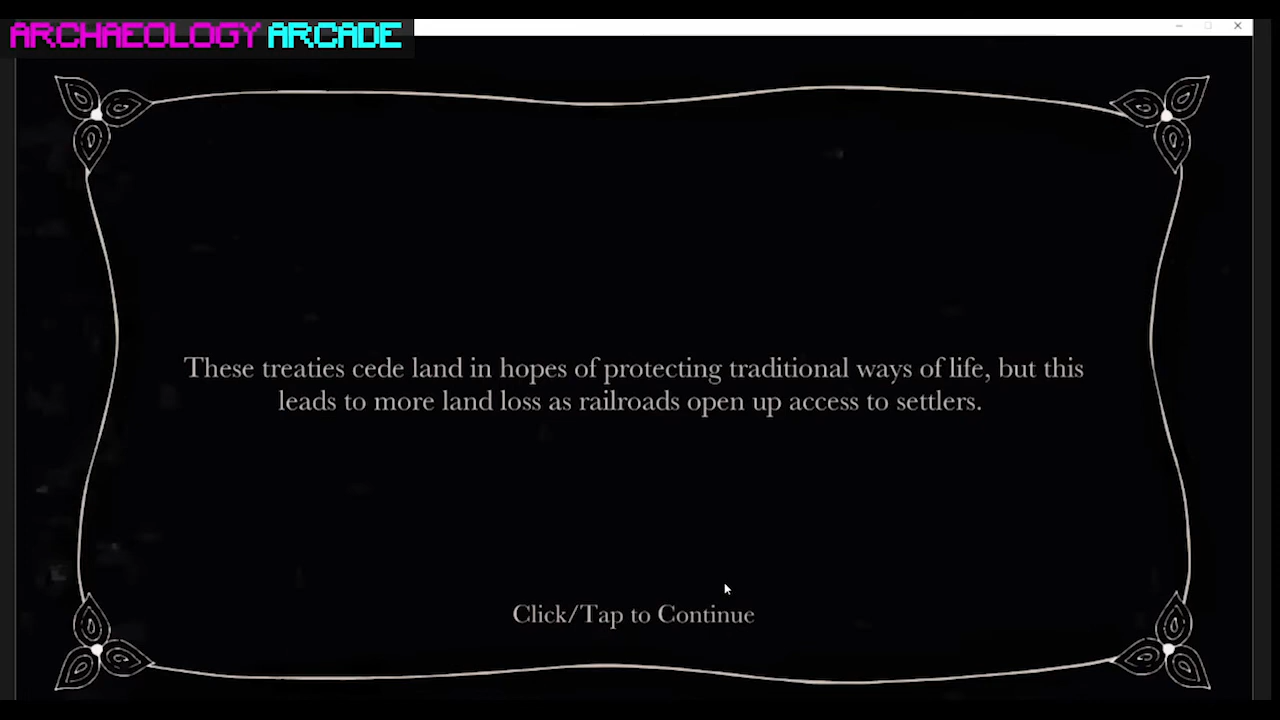 ARCHAEOLOGY ARCADE
These treaties cede land in hopes of protecting traditional ways of life, but this
leads to more land loss as railroads open up access to settlers.
Click/Tap to Continue